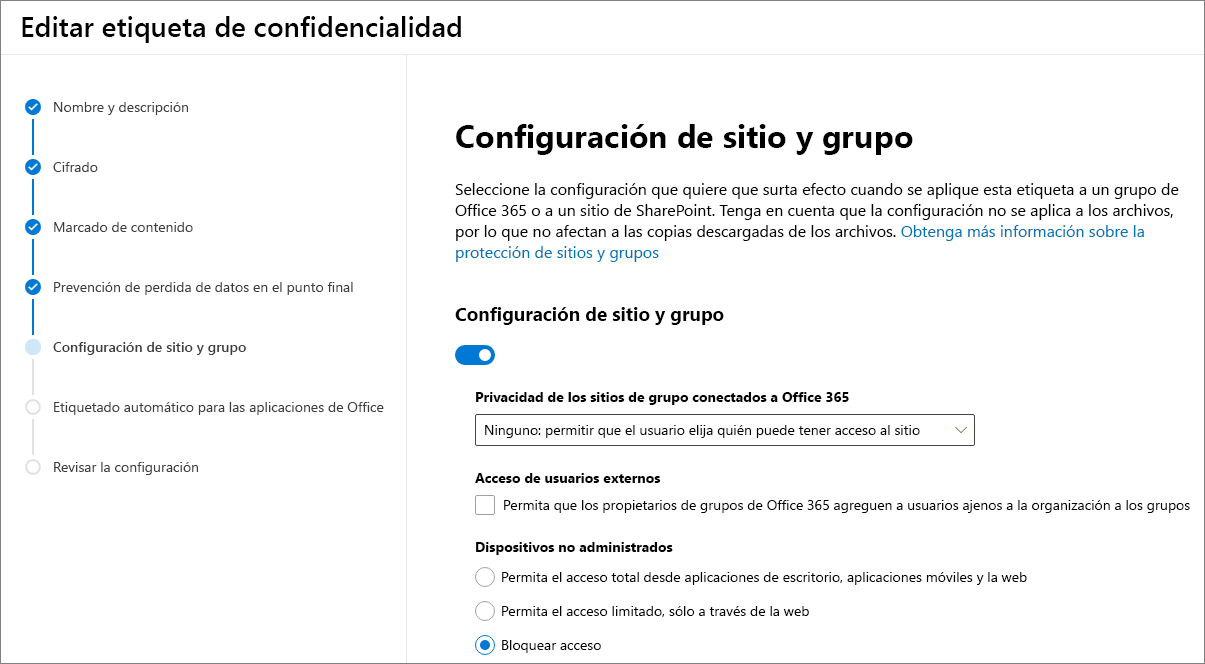 Editar etiqueta de confidencialidad
Nombre y descripción
Cifrado
Marcado de contenido
Prevención de perdida de datos en el punto final
Configuración de sitio y grupo
Etiquetado automático para las aplicaciones de Office
Revisar la configuración
Configuración de sitio y grupo
Seleccione la configuración que quiere que surta efecto cuando se aplique esta etiqueta a un grupo de
Office 365 o a un sitio de SharePoint. Tenga en cuenta que la configuración no se aplica a los archivos,
por lo que no afectan a las copias descargadas de los archivos. Obtenga más información sobre la
protección de sitios y grupos
Configuración de sitio y grupo
Privacidad de los sitios de grupo conectados a Office 365
Ninguno: permitir que el usuario elija quién puede tener acceso al sitio
Acceso de usuarios externos
Permita que los propietarios de grupos de Office 365 agreguen a usuarios ajenos a la organización a los grupos
Dispositivos no administrados
Permita el acceso total desde aplicaciones de escritorio, aplicaciones móviles y la web
Permita el acceso limitado, sólo a través de la web
Bloquear acceso